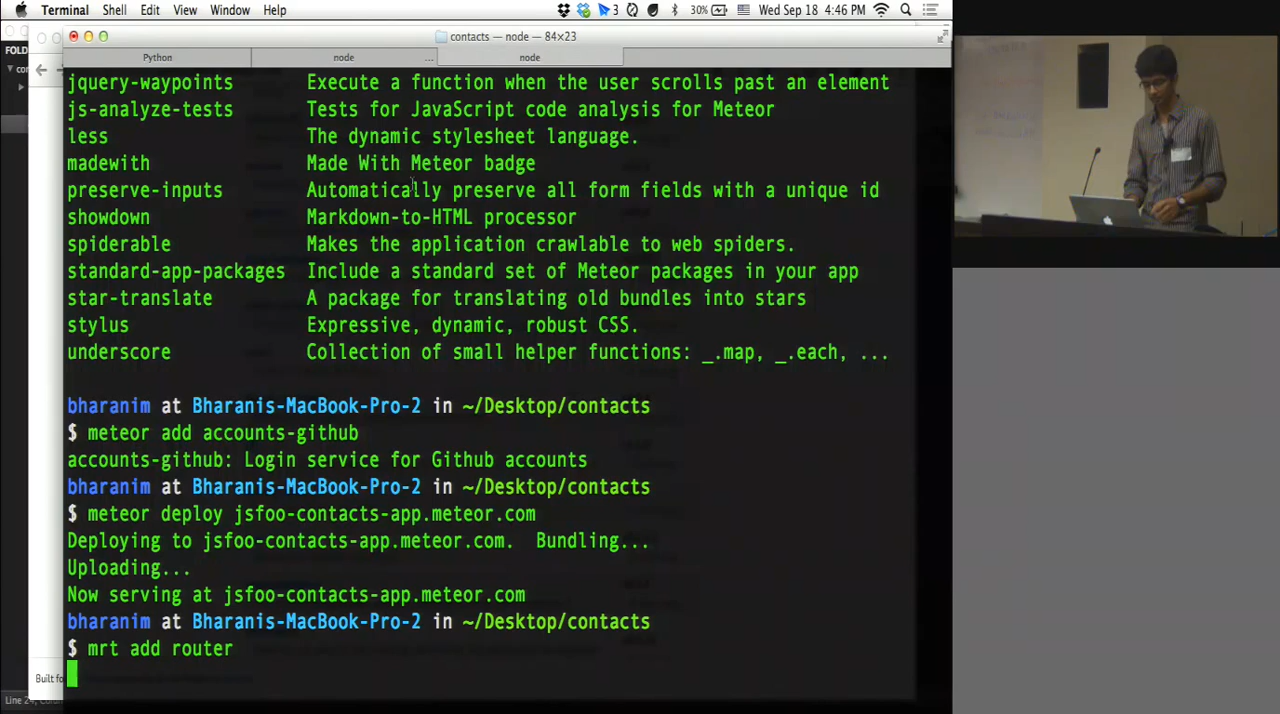 Terminal Shell Edit View Window Help 3 30% Wed Sep 18 4:46 PM
contacts — node — 84×23
FOLD
Python node ... node
con
jquery-waypoints Execute a function when the user scrolls past an element
js-analyze-tests Tests for JavaScript code analysis for Meteor
less The dynamic stylesheet language.
madewith Made With Meteor badge
preserve-inputs Automatically preserve all form fields with a unique id
showdown Markdown-to-HTML processor
spiderable Makes the application crawlable to web spiders.
standard-app-packages Include a standard set of Meteor packages in your app
star-translate A package for translating old bundles into stars
stylus Expressive, dynamic, robust CSS.
underscore Collection of small helper functions: _.map, _.each, ...
bharanim at Bharanis-MacBook-Pro-2 in ~/Desktop/contacts
$ meteor add accounts-github
accounts-github: Login service for Github accounts
bharanim at Bharanis-MacBook-Pro-2 in ~/Desktop/contacts
$ meteor deploy jsfoo-contacts-app.meteor.com
Deploying to jsfoo-contacts-app.meteor.com. Bundling...
Uploading...
Now serving at jsfoo-contacts-app.meteor.com
bharanim at Bharanis-MacBook-Pro-2 in ~/Desktop/contacts
$ mrt add router
Built fo
Line 24, Colum